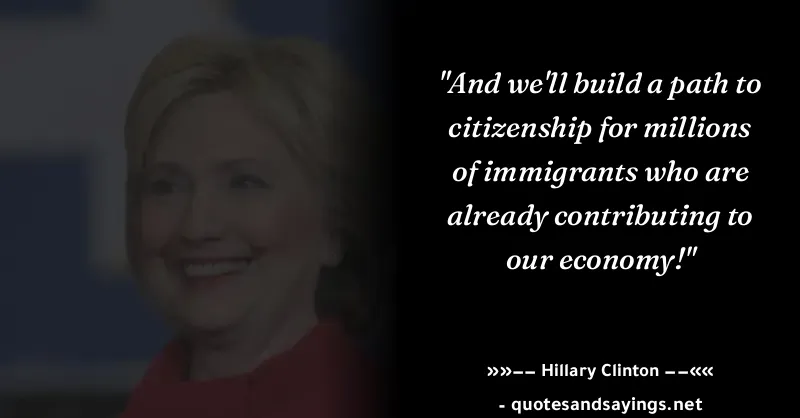 "And we'll build a path to
citizenship for millions
of immigrants who are
already contributing to
our economy!"
»»–– Hillary Clinton ––««
- quotesandsayings.net